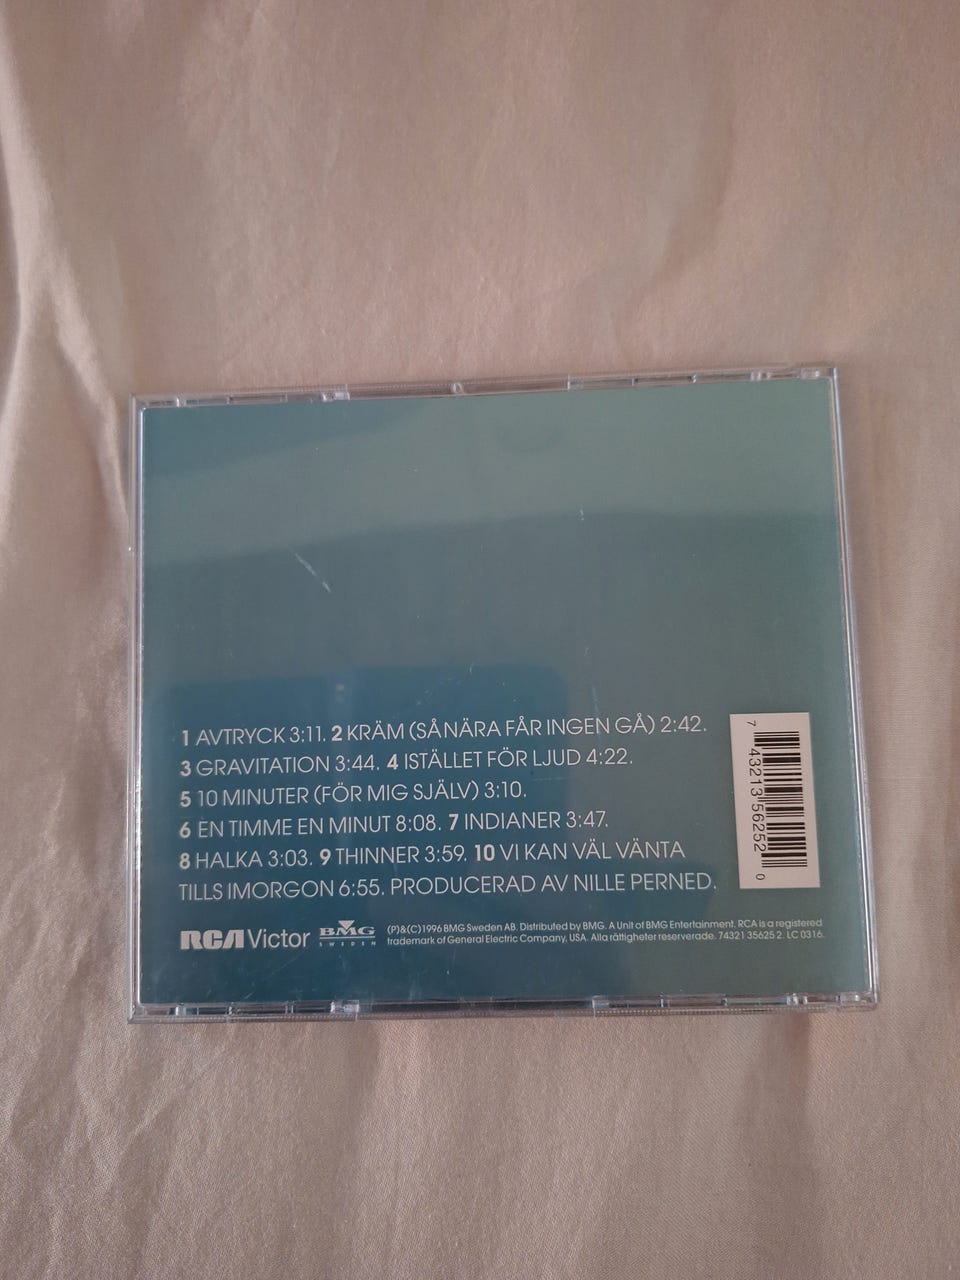 1 AVTRYCK 3:11. 2 KRÄM (SÅ NÄRA FÅR INGEN GÅ) 2:42.
3 GRAVITATION 3:44. 4 ISTÄLLET FÖR LJUD 4:22.
5 10 MINUTER (FÖR MIG SJÄLV) 3:10.
6 EN TIMME EN MINUT 8:08. 7 INDIANER 3:47.
8 HALKA 3:03. 9 THINNER 3:59. 10 VI KAN VÄL VÄNTA
TILLS IMORGON 6:55. PRODUCERAD AV NILLE PERNED.
7 43213 56252 0
RCA Victor
BMG
SWEDEN
(P)&(C)1996 BMG Sweden AB. Distributed by BMG. A Unit of BMG Entertainment. RCA is a registered
trademark of General Electric Company, USA. Alla rättigheter reserverade. 74321 35625 2. LC 0316.